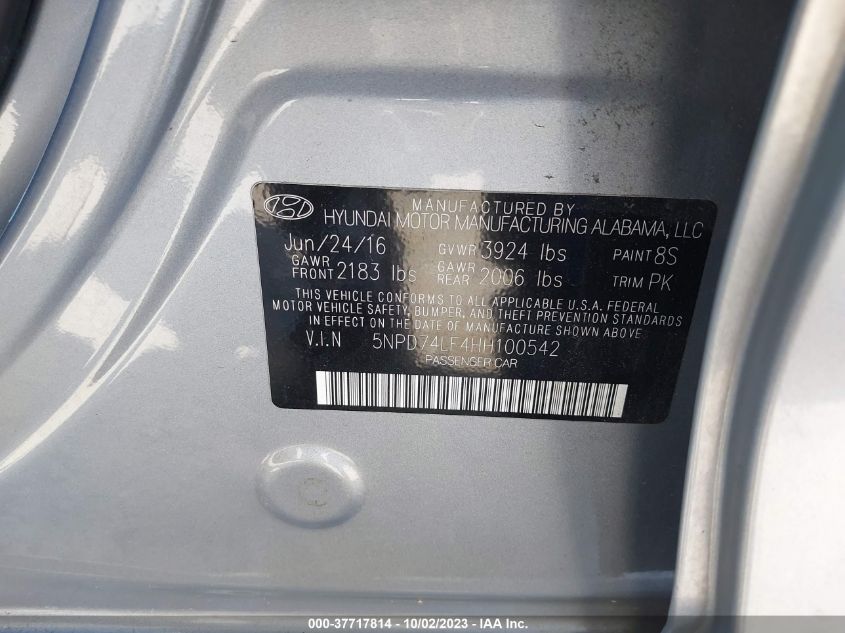 MANUFACTURED BY
HYUNDAI MOTOR MANUFACTURING ALABAMA, LLC
Jun/24/16 GVWR 3924 lbs PAINT 8S
GAWR FRONT 2183 lbs GAWR REAR 2006 lbs TRIM PK
THIS VEHICLE CONFORMS TO ALL APPLICABLE U.S.A. FEDERAL
MOTOR VEHICLE SAFETY, BUMPER, AND THEFT PREVENTION STANDARDS
IN EFFECT ON THE DATE OF MANUFACTURE SHOWN ABOVE
V.I.N 5NPD74LF4HH100542
PASSENGER CAR
000-37717814 - 10/02/2023 - IAA Inc.